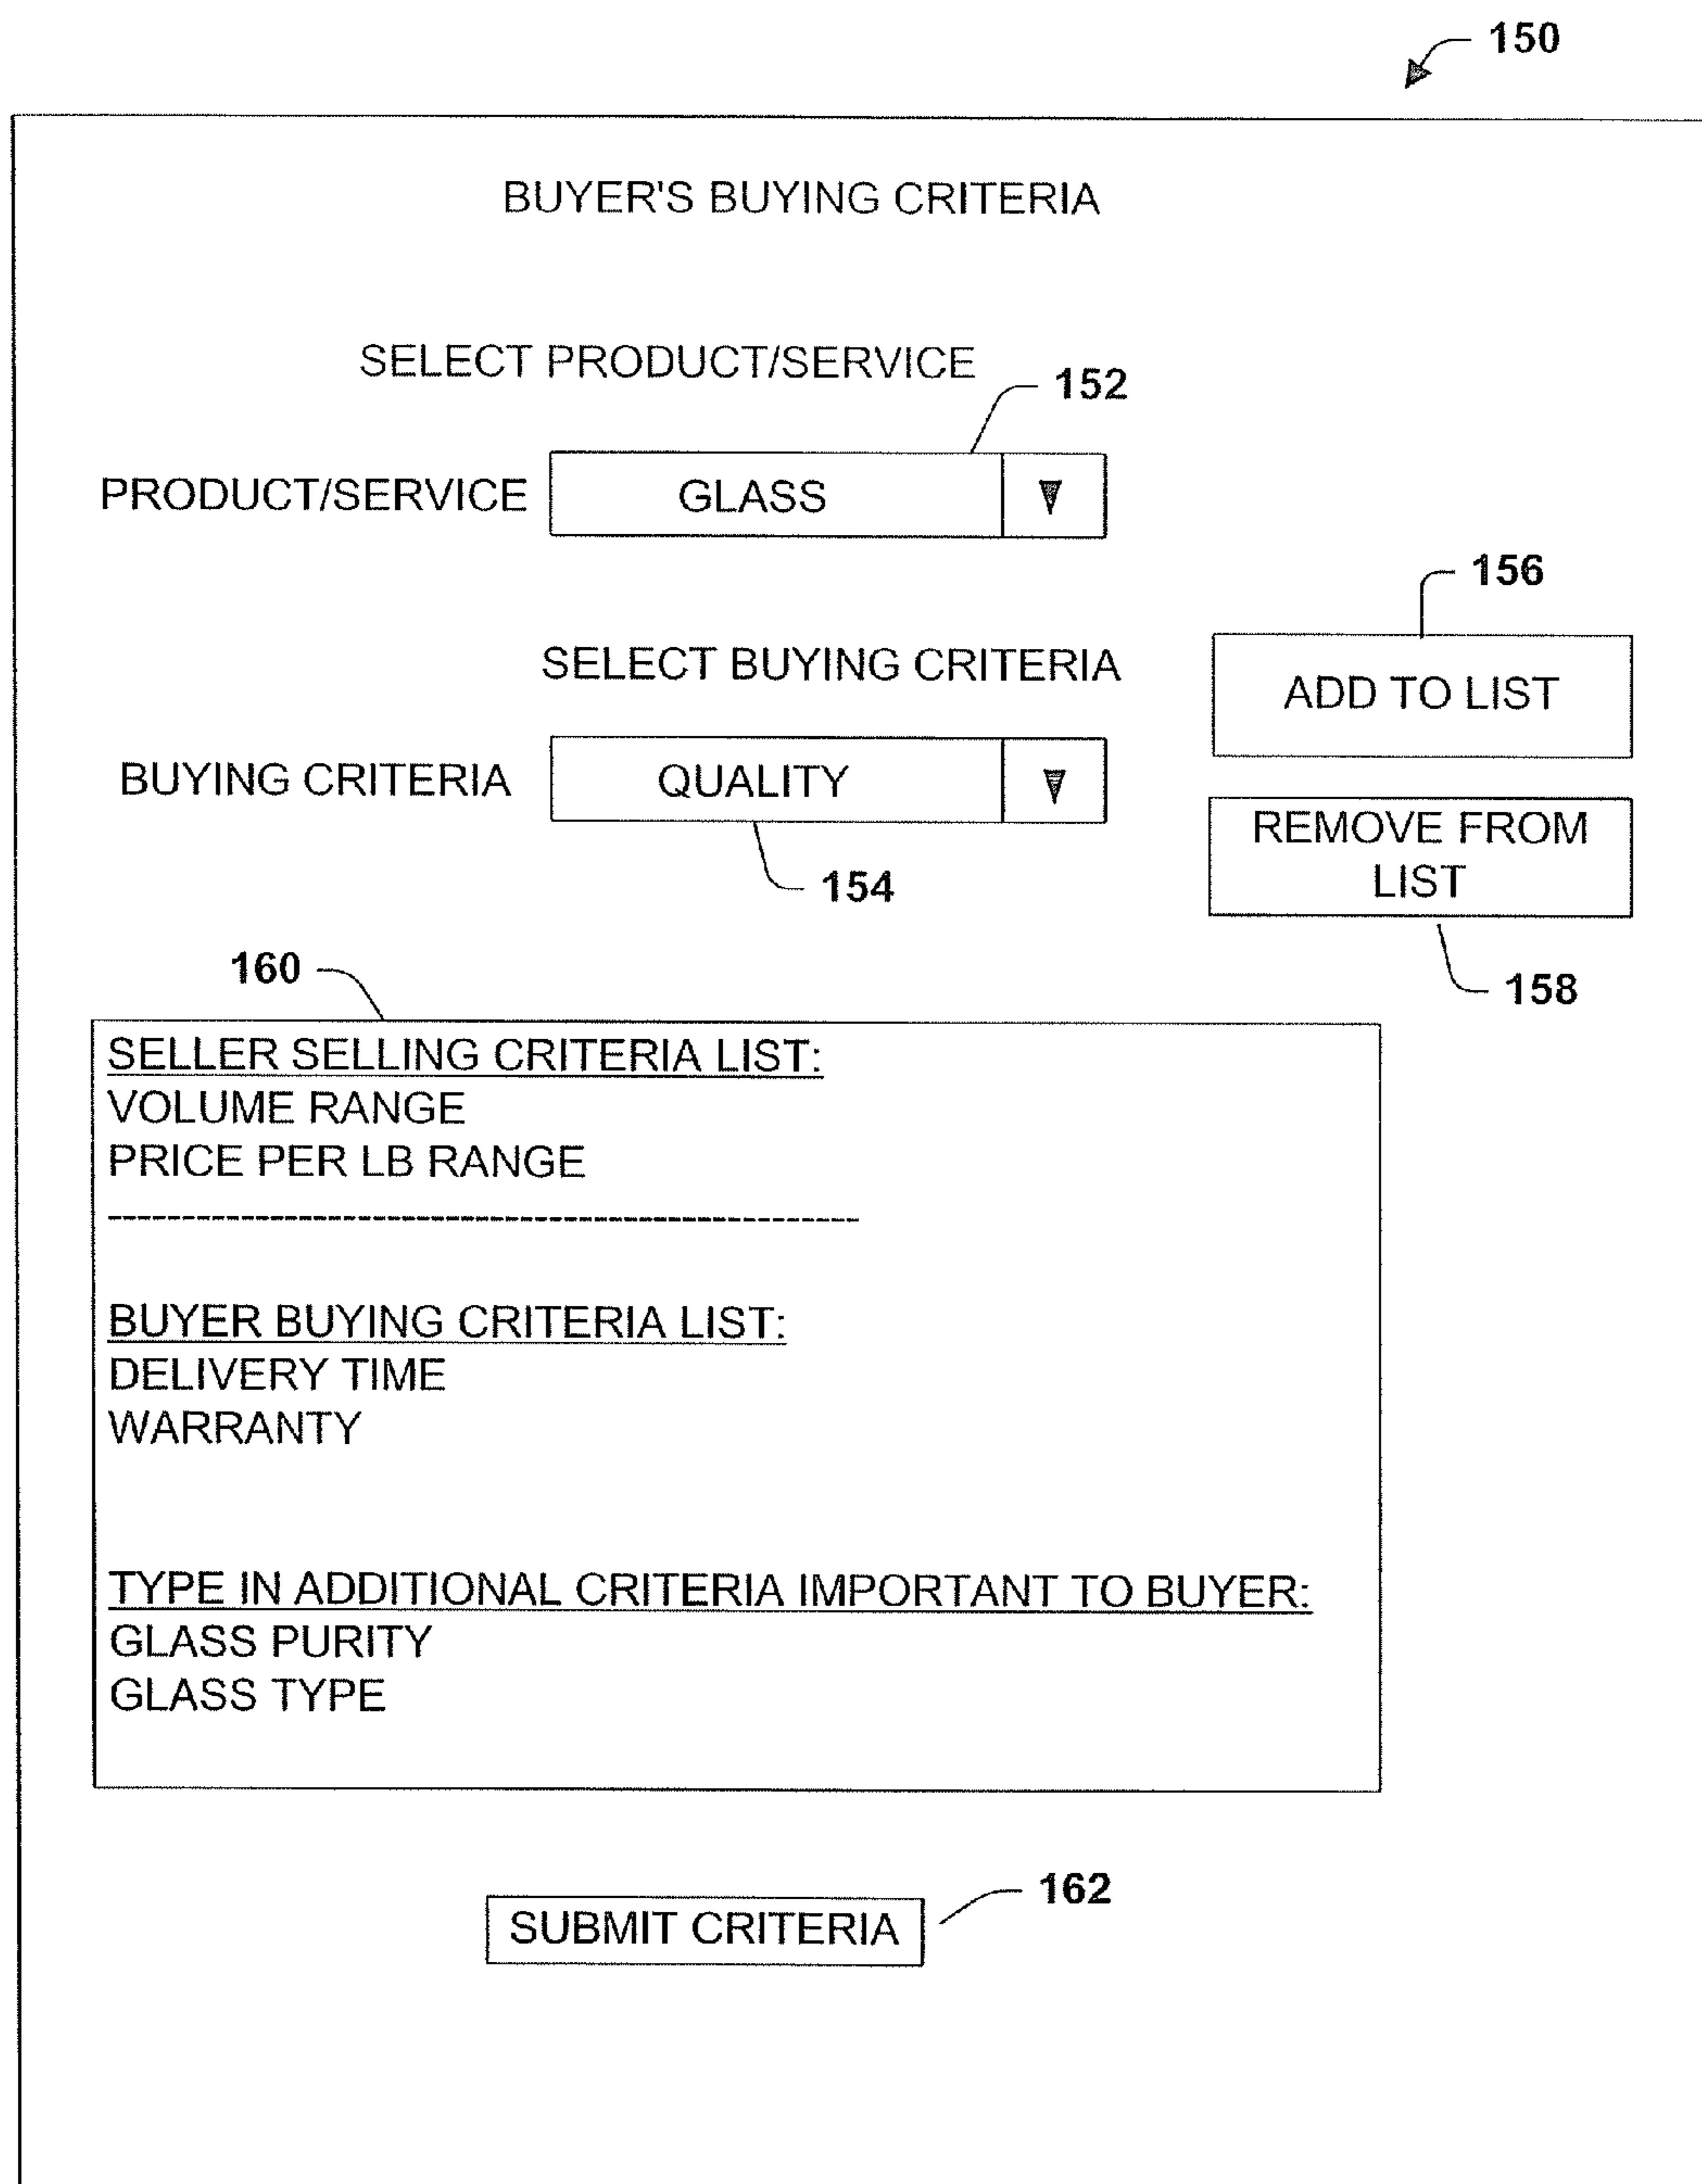 150
BUYER'S BUYING CRITERIA
SELECT PRODUCT/SERVICE
152
PRODUCT/SERVICE GLASS
156
SELECT BUYING CRITERIA
ADD TO LIST
BUYING CRITERIA QUALITY
REMOVE FROM
LIST
154
158
160
SELLER SELLING CRITERIA LIST:
VOLUME RANGE
PRICE PER LB RANGE
---------------------------------------------------------------
BUYER BUYING CRITERIA LIST:
DELIVERY TIME
WARRANTY
TYPE IN ADDITIONAL CRITERIA IMPORTANT TO BUYER:
GLASS PURITY
GLASS TYPE
162
SUBMIT CRITERIA